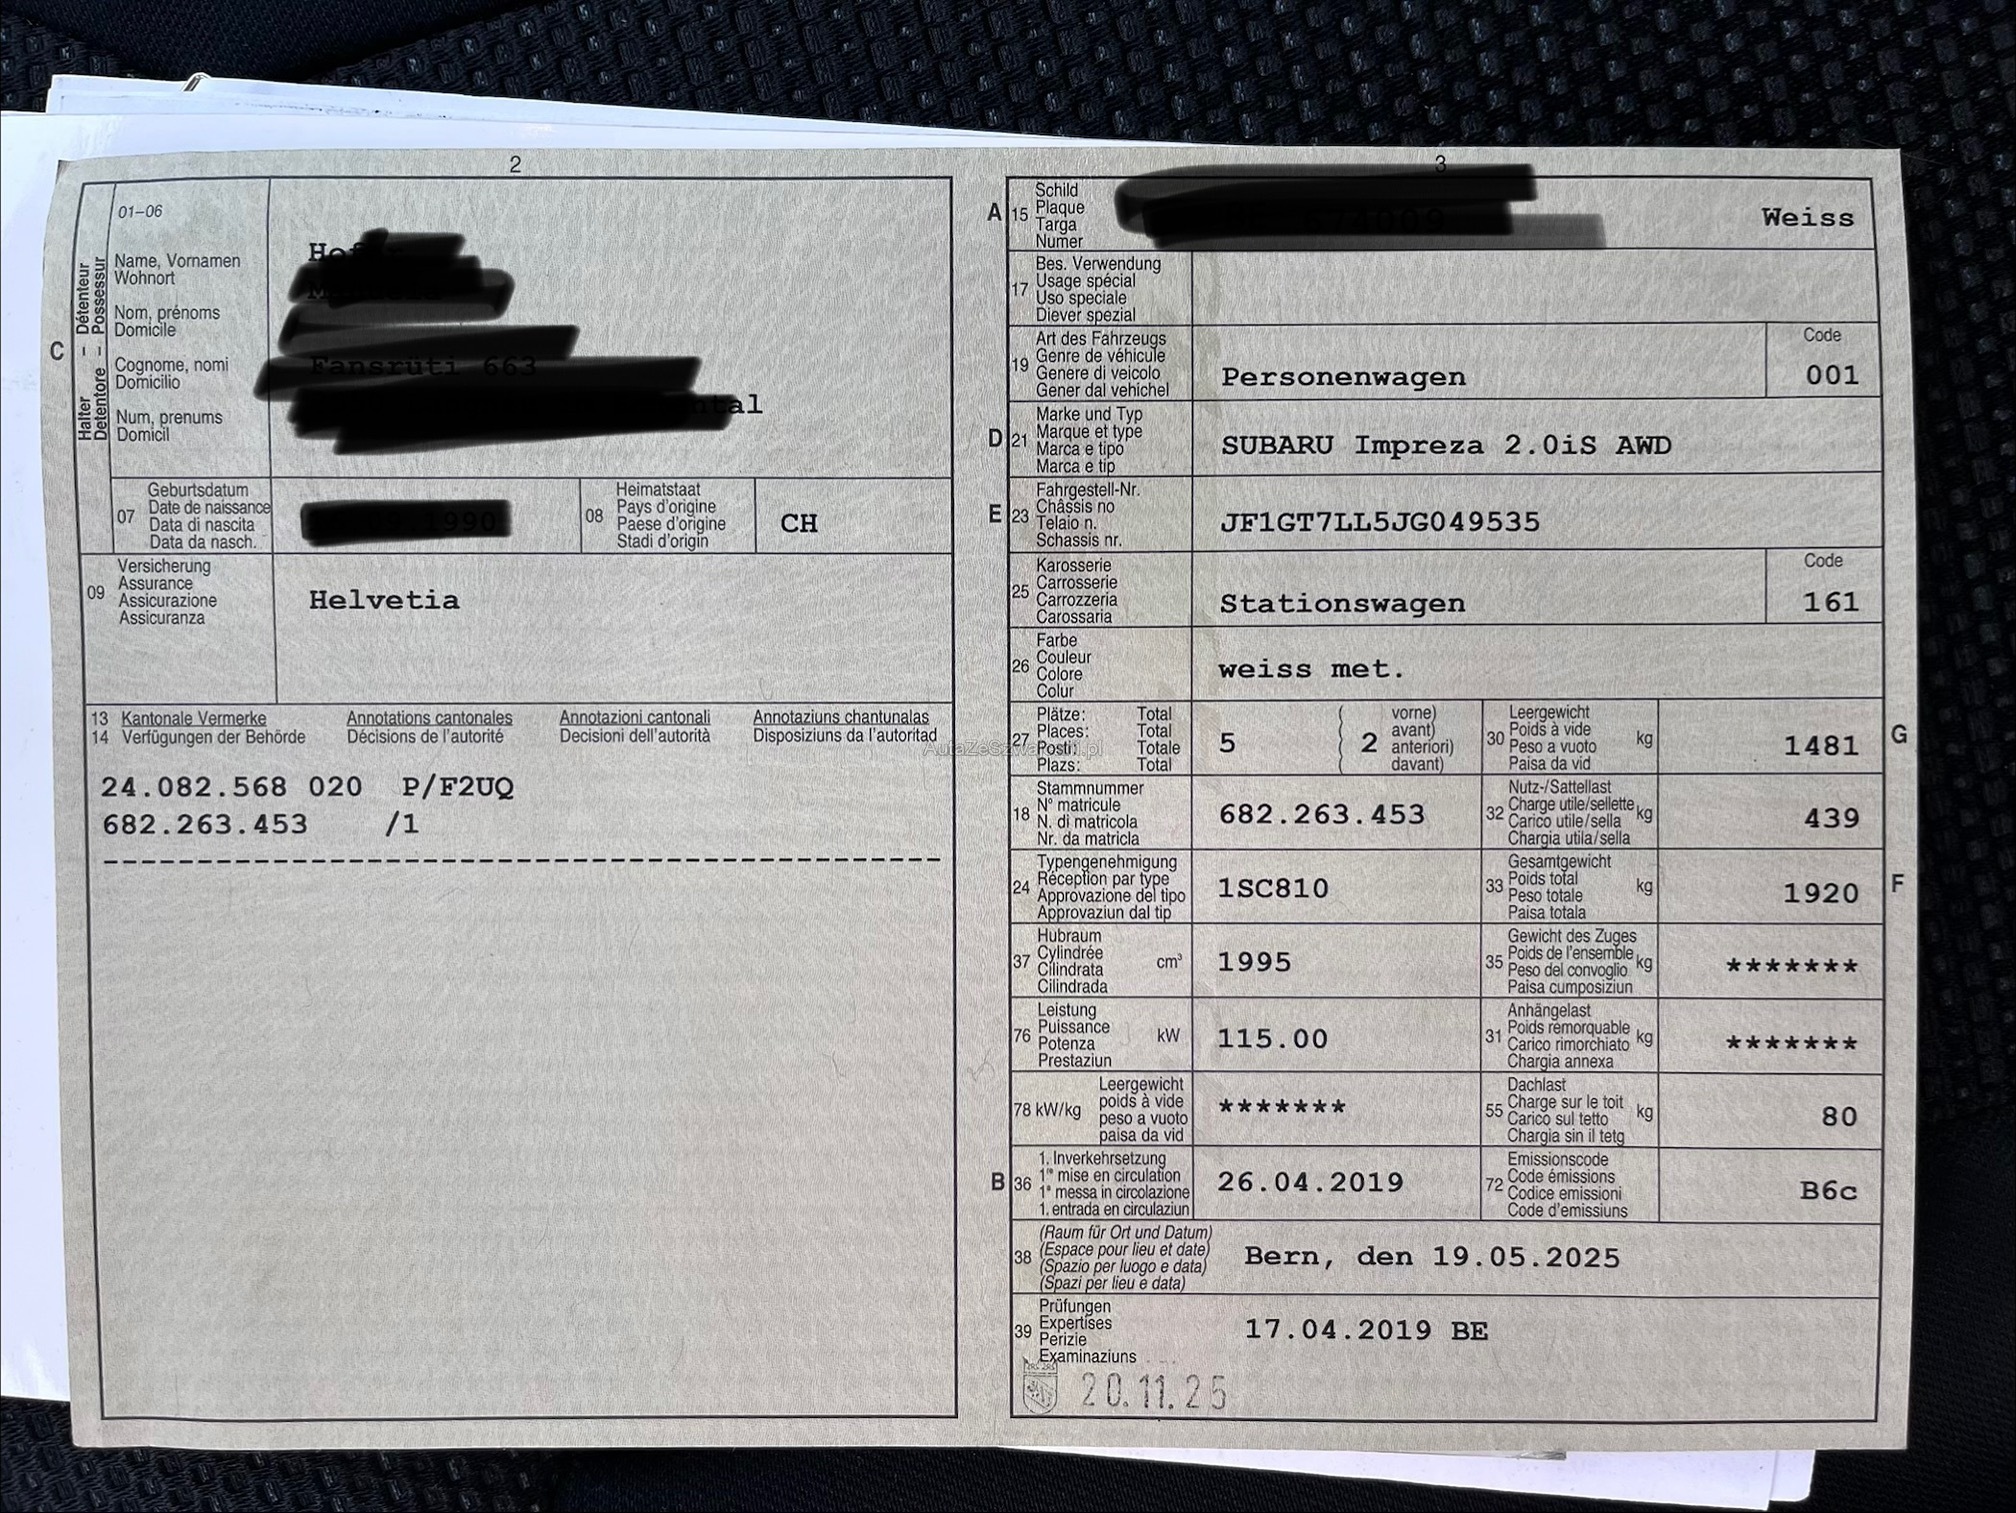 2
01–06
Halter – Détenteur
Detentore – Possessur
C
Name, Vornamen
Wohnort
Nom, prénoms
Domicile
Cognome, nomi
Domicilio
Num, prenums
Domicil
07 Geburtsdatum
Date de naissance
Data di nascita
Data da nasch.
08 Heimatstaat
Pays d'origine
Paese d'origine
Stadi d'origin
CH
09 Versicherung
Assurance
Assicurazione
Assicuranza
Helvetia
13 Kantonale Vermerke Annotations cantonales Annotazioni cantonali Annotaziuns chantunalas
14 Verfügungen der Behörde Décisions de l'autorité Decisioni dell'autorità Disposiziuns da l'autoritad
24.082.568 020 P/F2UQ
682.263.453 /1
3
A 15 Schild
Plaque
Targa
Numer
Weiss
17 Bes. Verwendung
Usage spécial
Uso speciale
Diever spezial
19 Art des Fahrzeugs
Genre de véhicule
Genere di veicolo
Gener dal vehichel
Personenwagen
Code
001
D 21 Marke und Typ
Marque et type
Marca e tipo
Marca e tip
SUBARU Impreza 2.0iS AWD
E 23 Fahrgestell-Nr.
Châssis no
Telaio n.
Schassis nr.
JF1GT7LL5JG049535
25 Karosserie
Carrosserie
Carrozzeria
Carossaria
Stationswagen
Code
161
26 Farbe
Couleur
Colore
Colur
weiss met.
27 Plätze: Total
Places: Total
Posti: Totale
Plazs: Total
5
( vorne)
( avant)
( 2 anteriori)
( davant)
30 Leergewicht
Poids à vide
Peso a vuoto
Paisa da vid
kg
1481
G
18 Stammnummer
N° matricule
N. di matricola
Nr. da matricla
682.263.453
32 Nutz-/Sattellast
Charge utile/sellette
Carico utile/sella
Chargia utila/sella
kg
439
24 Typengenehmigung
Réception par type
Approvazione del tipo
Approvaziun dal tip
1SC810
33 Gesamtgewicht
Poids total
Peso totale
Paisa totala
kg
1920
F
37 Hubraum
Cylindrée
Cilindrata
Cilindrada
cm³
1995
35 Gewicht des Zuges
Poids de l'ensemble
Peso del convoglio
Paisa cumposiziun
kg
*******
76 Leistung
Puissance
Potenza
Prestaziun
kW
115.00
31 Anhängelast
Poids remorquable
Carico rimorchiato
Chargia annexa
kg
*******
78 kW/kg
Leergewicht
poids à vide
peso a vuoto
paisa da vid
*******
55 Dachlast
Charge sur le toit
Carico sul tetto
Chargia sin il tetg
kg
80
B 36 1. Inverkehrsetzung
1re mise en circulation
1a messa in circolazione
1. entrada en circulaziun
26.04.2019
72 Emissionscode
Code émissions
Codice emissioni
Code d'emissiuns
B6c
38 (Raum für Ort und Datum)
(Espace pour lieu et date)
(Spazio per luogo e data)
(Spazi per lieu e data)
Bern, den 19.05.2025
39 Prüfungen
Expertises
Perizie
Examinaziuns
17.04.2019 BE
20.11.25